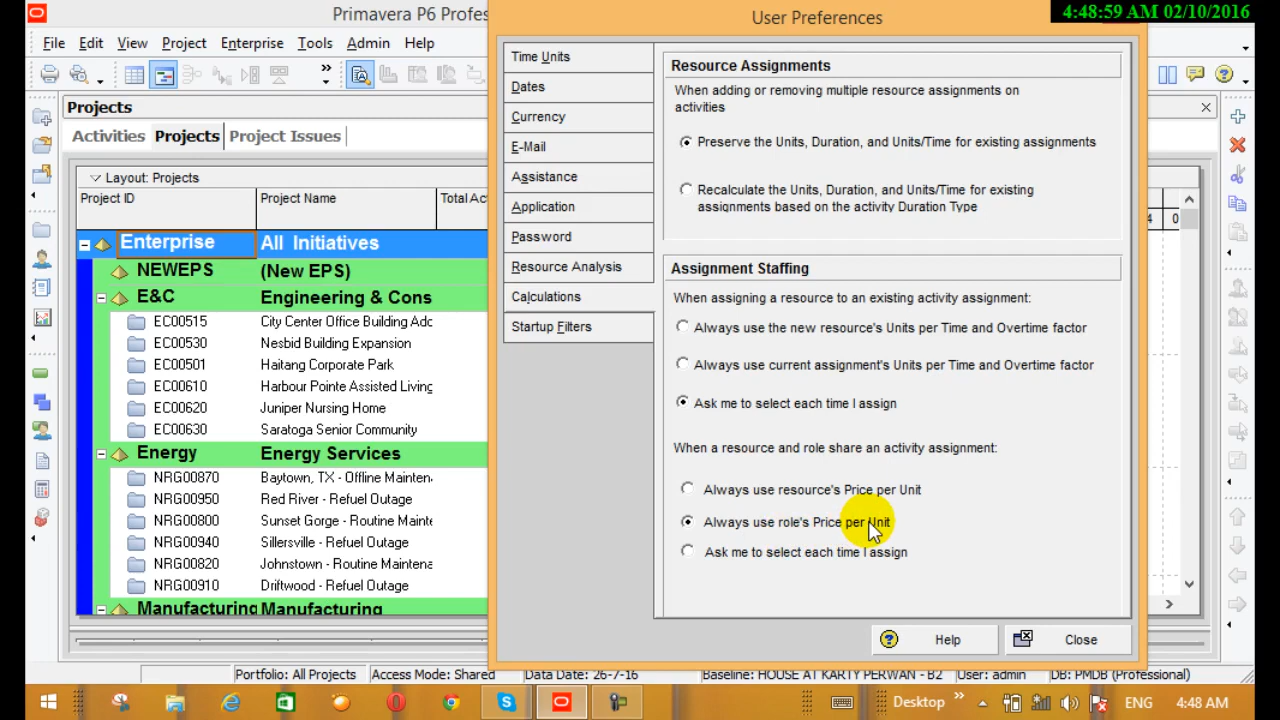 Primavera P6 Profes
User Preferences
4:48:59 AM 02/10/2016
File Edit View Project Enterprise Tools Admin Help
Projects
Activities Projects Project Issues
Layout: Projects
Project ID Project Name Total Ac
Enterprise All Initiatives
NEWEPS (New EPS)
E&C Engineering & Cons
EC00515 City Center Office Building Adc
EC00530 Nesbid Building Expansion
EC00501 Haitang Corporate Park
EC00610 Harbour Pointe Assisted Living
EC00620 Juniper Nursing Home
EC00630 Saratoga Senior Community
Energy Energy Services
NRG00870 Baytown, TX - Offline Mainten
NRG00950 Red River - Refuel Outage
NRG00800 Sunset Gorge - Routine Mainte
NRG00940 Sillersville - Refuel Outage
NRG00820 Johnstown - Routine Maintena
NRG00910 Driftwood - Refuel Outage
Manufacturing Manufacturing
Time Units
Dates
Currency
E-Mail
Assistance
Application
Password
Resource Analysis
Calculations
Startup Filters
Resource Assignments
When adding or removing multiple resource assignments on
activities
Preserve the Units, Duration, and Units/Time for existing assignments
Recalculate the Units, Duration, and Units/Time for existing
assignments based on the activity Duration Type
Assignment Staffing
When assigning a resource to an existing activity assignment:
Always use the new resource's Units per Time and Overtime factor
Always use current assignment's Units per Time and Overtime factor
Ask me to select each time I assign
When a resource and role share an activity assignment:
Always use resource's Price per Unit
Always use role's Price per Unit
Ask me to select each time I assign
Help Close
4 0
Portfolio: All Projects Access Mode: Shared Data Date: 26-7-16 Baseline: HOUSE AT KARTY PERWAN - B2 User: admin DB: PMDB (Professional)
Desktop ENG 4:48 AM